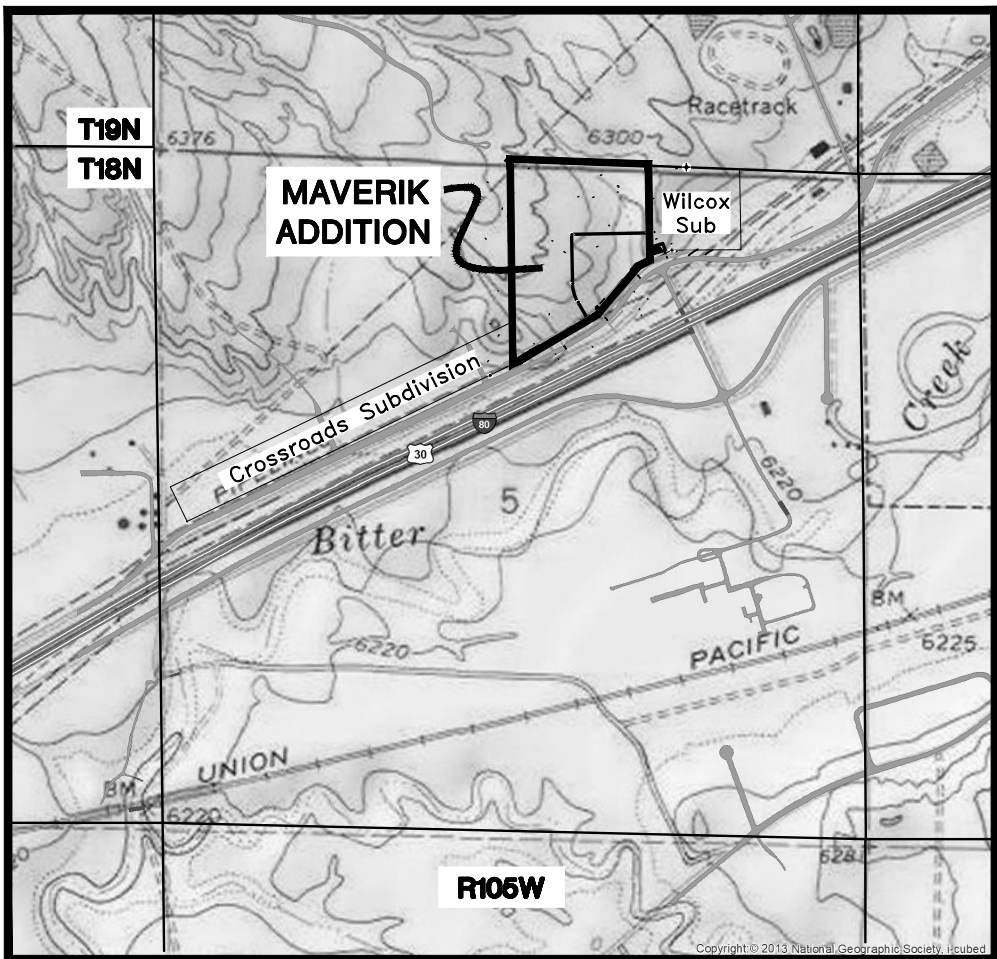 T19N
T18N
6376
6300
Racetrack
MAVERIK
ADDITION
Wilcox
Sub
Crossroads Subdivision
80
30
Creek
6220
5
Bitter
BM
6220
PACIFIC
6225
UNION
BM
6220
R105W
628
Copyright:© 2013 National Geographic Society, i-cubed